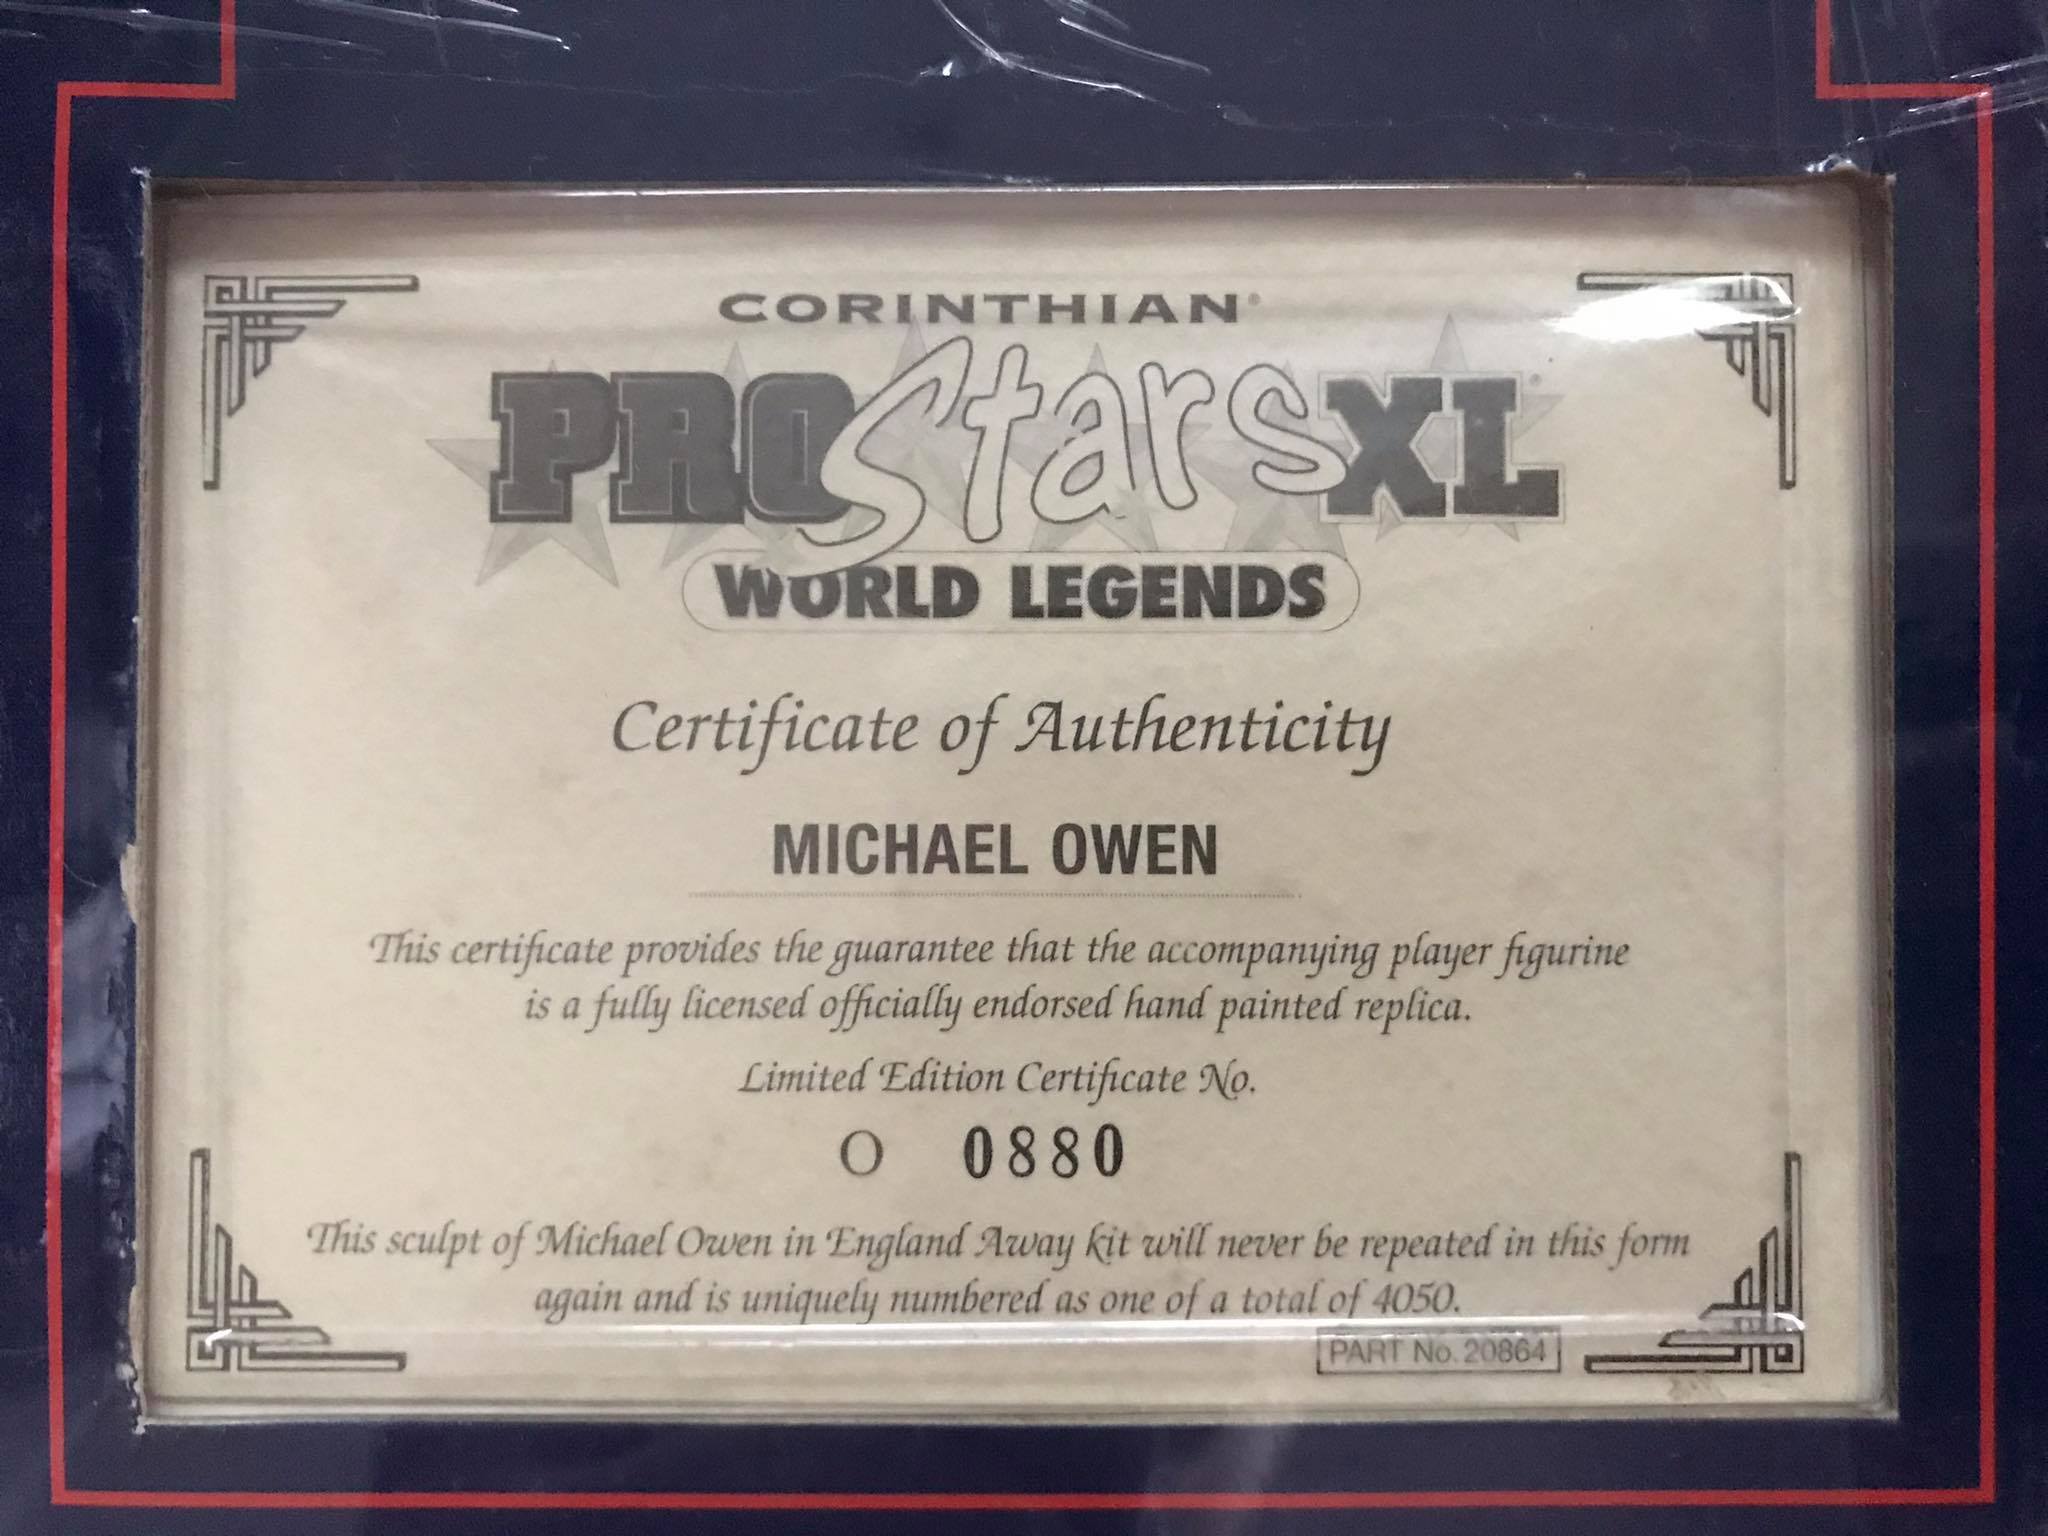 CORINTHIAN®
PROStarsXL®
WORLD LEGENDS
Certificate of Authenticity
MICHAEL OWEN
This certificate provides the guarantee that the accompanying player figurine
is a fully licensed officially endorsed hand painted replica.
Limited Edition Certificate No.
O 0880
This sculpt of Michael Owen in England Away kit will never be repeated in this form
again and is uniquely numbered as one of a total of 4050.
PART No. 20864